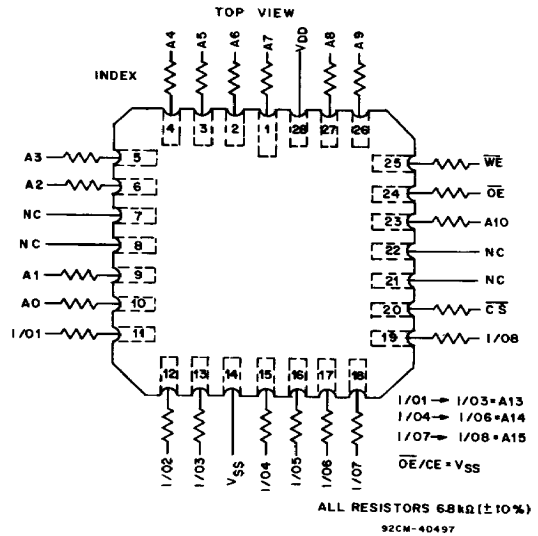 TOP VIEW
INDEX
A4 A5 A6 A7 VDD A8 A9
4 3 2 1 28 27 26
A3 5
A2 6
NC 7
NC 8
A1 9
A0 10
I/01 11
25 WE
24 OE
23 A10
22 NC
21 NC
20 CS
19 I/08
12 13 14 15 16 17 18
I/02 I/03 VSS I/04 I/05 I/06 I/07
I/01 → I/03=A13
I/04 → I/06=A14
I/07 → I/08=A15
OE/CE = VSS
ALL RESISTORS 6.8 kΩ (±10%)
92CM-40497